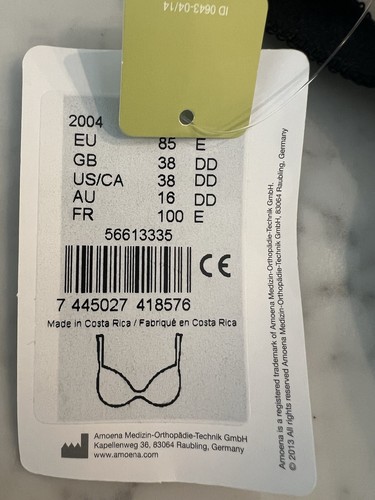 ID 0643-04/14
2004
EU 85 E
GB 38 DD
US/CA 38 DD
AU 16 DD
FR 100 E
56613335
CE
7 445027 418576
Made in Costa Rica / Fabriqué en Costa Rica
Amoena Medizin-Orthopädie-Technik GmbH
Kapellenweg 36, 83064 Raubling, Germany
www.amoena.com
Amoena is a registered trademark of Amoena Medizin-Orthopädie-Technik GmbH.
© 2013 All rights reserved Amoena Medizin-Orthopädie-Technik GmbH, 83064 Raubling, Germany